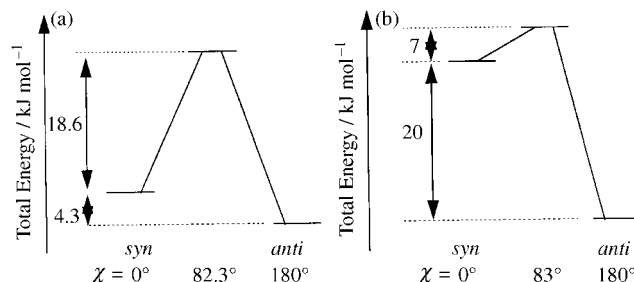 (a)
Total Energy / kJ mol⁻¹
18.6
4.3
syn anti
χ = 0° 82.3° 180°
(b)
Total Energy / kJ mol⁻¹
7
20
syn anti
χ = 0° 83° 180°